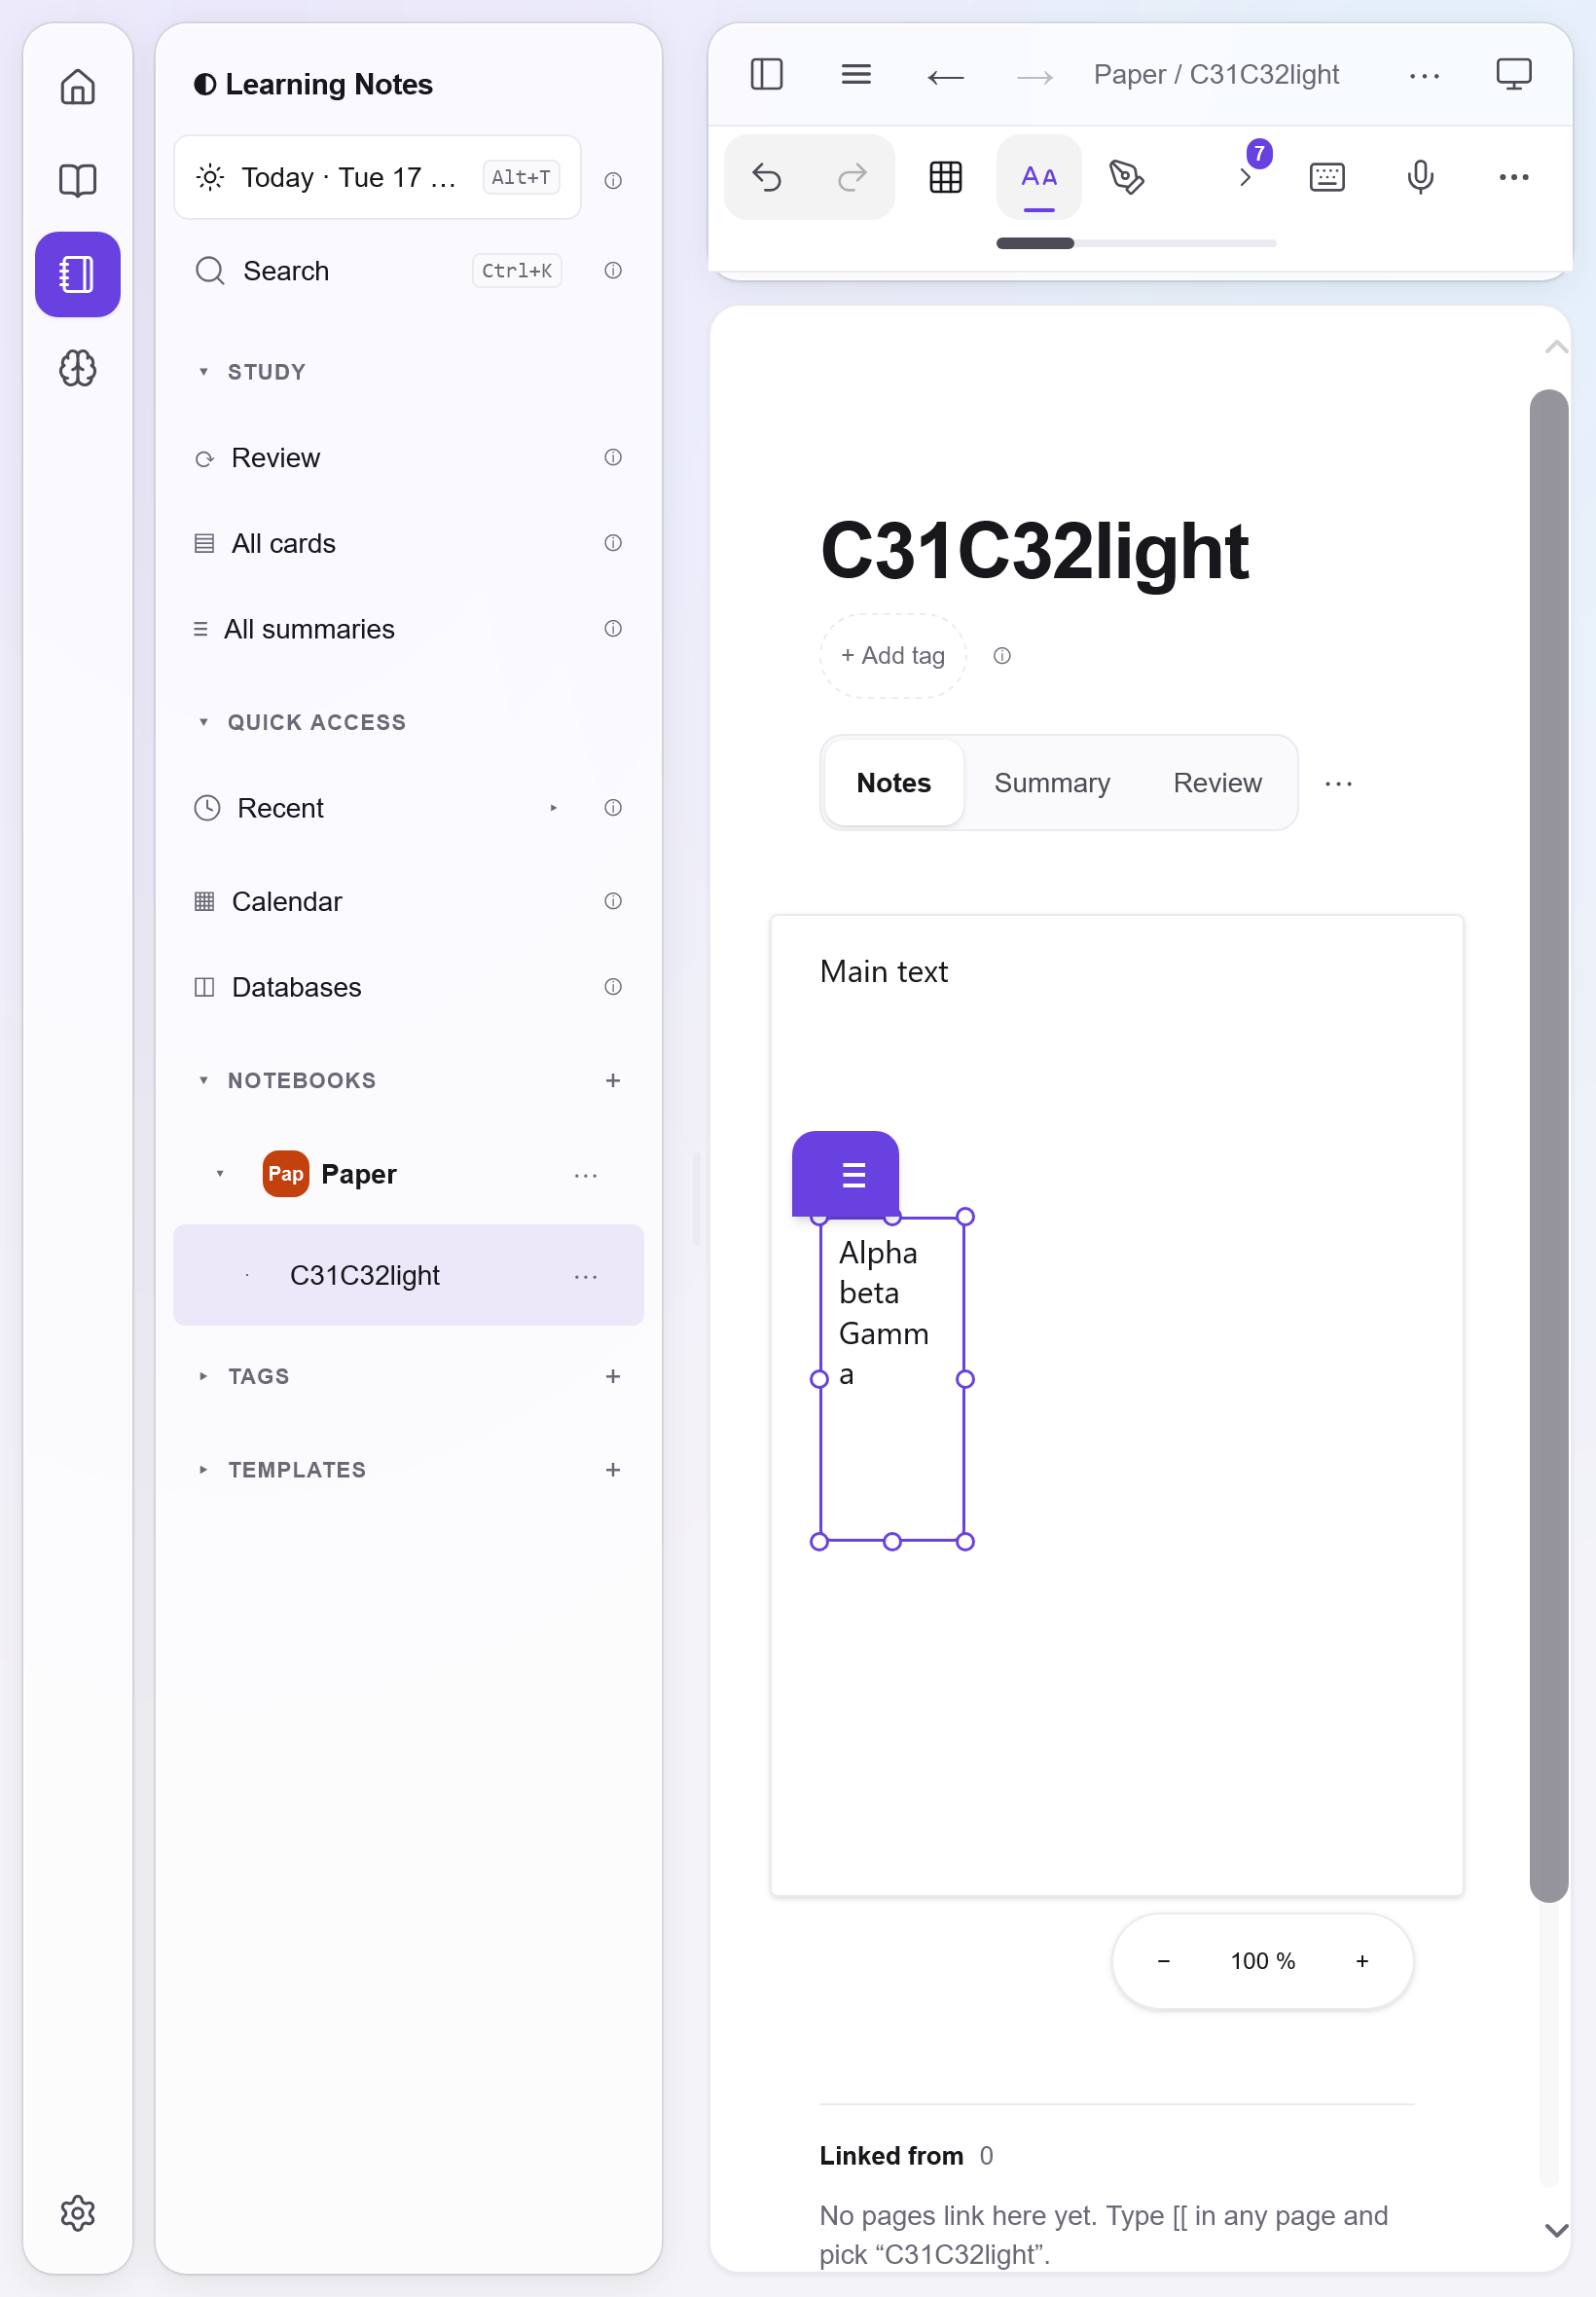 Learning Notes
Today · Tue 17 … Alt+T
Search Ctrl+K
STUDY
Review
All cards
All summaries
QUICK ACCESS
Recent
Calendar
Databases
NOTEBOOKS +
Pap Paper ...
C31C32light ...
TAGS +
TEMPLATES +
Paper / C31C32light ...
AA 7
C31C32light
+ Add tag
Notes Summary Review ...
Main text
Alpha
beta
Gamm
a
− 100 % +
Linked from 0
No pages link here yet. Type [[ in any page and
pick “C31C32light”.